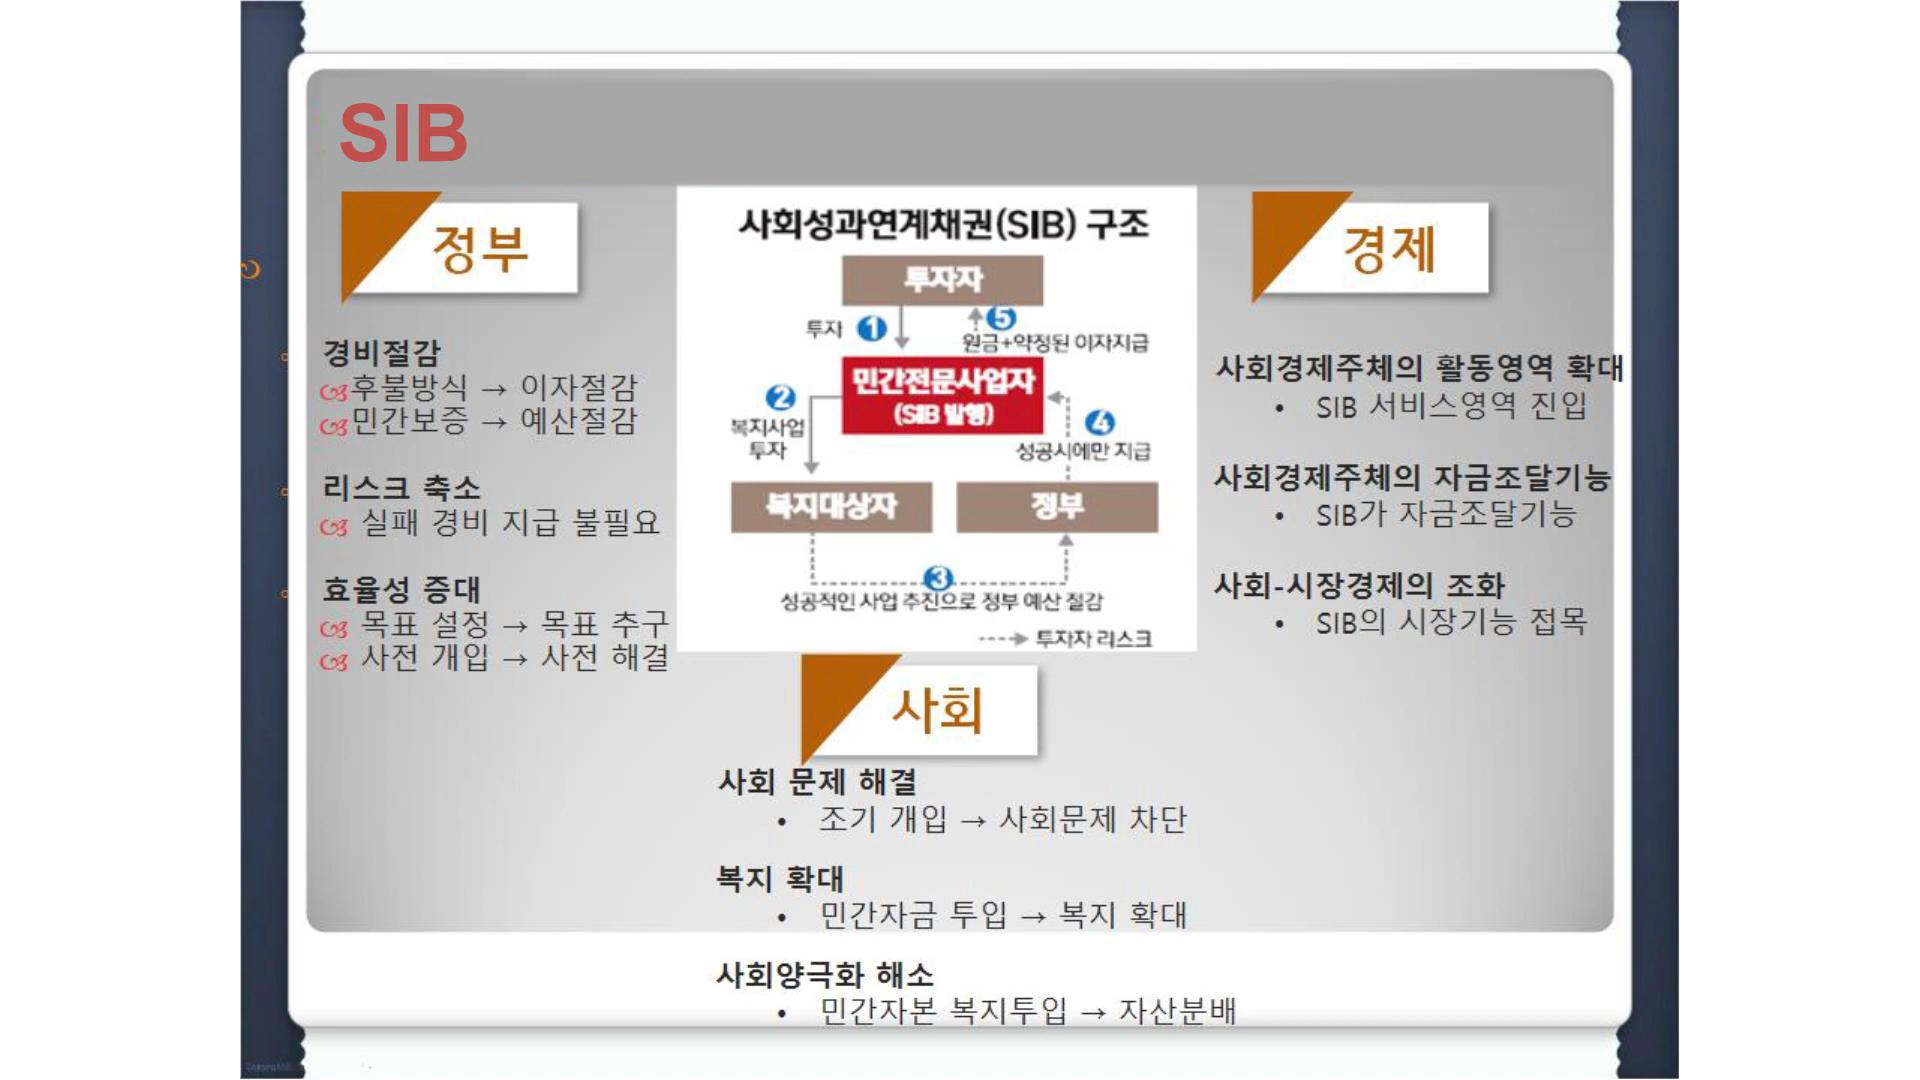 SIB
정부
경비절감
후불방식 → 이자절감
민간보증 → 예산절감
리스크 축소
실패 경비 지급 불필요
효율성 증대
목표 설정 → 목표 추구
사전 개입 → 사전 해결
사회성과연계채권(SIB) 구조
투자자
투자 1
5
원금+약정된 이자지급
민간전문사업자
(SIB 발행)
2
복지사업
투자
4
성공시에만 지급
복지대상자
정부
3
성공적인 사업 추진으로 정부 예산 절감
투자자 리스크
경제
사회경제주체의 활동영역 확대
• SIB 서비스영역 진입
사회경제주체의 자금조달기능
• SIB가 자금조달기능
사회-시장경제의 조화
• SIB의 시장기능 접목
사회
사회 문제 해결
• 조기 개입 → 사회문제 차단
복지 확대
• 민간자금 투입 → 복지 확대
사회양극화 해소
• 민간자본 복지투입 → 자산분배